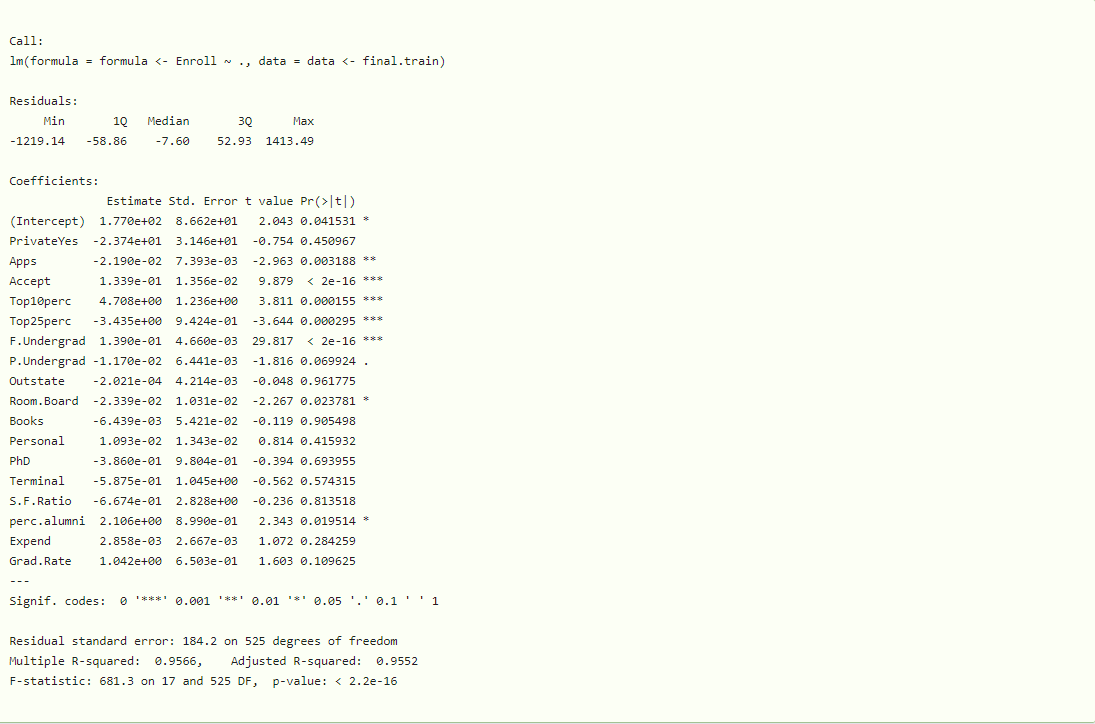 Call:
lm(formula = formula <- Enroll ~ ., data = data <- final.train)
Residuals:
     Min       1Q   Median       3Q      Max
-1219.14   -58.86    -7.60    52.93  1413.49
Coefficients:
              Estimate Std. Error t value Pr(>|t|)
(Intercept)  1.770e+02  8.662e+01   2.043 0.041531 *
PrivateYes  -2.374e+01  3.146e+01  -0.754 0.450967
Apps        -2.190e-02  7.393e-03  -2.963 0.003188 **
Accept       1.339e-01  1.356e-02   9.879  < 2e-16 ***
Top10perc    4.708e+00  1.236e+00   3.811 0.000155 ***
Top25perc   -3.435e+00  9.424e-01  -3.644 0.000295 ***
F.Undergrad  1.390e-01  4.660e-03  29.817  < 2e-16 ***
P.Undergrad -1.170e-02  6.441e-03  -1.816 0.069924 .
Outstate    -2.021e-04  4.214e-03  -0.048 0.961775
Room.Board  -2.339e-02  1.031e-02  -2.267 0.023781 *
Books       -6.439e-03  5.421e-02  -0.119 0.905498
Personal     1.093e-02  1.343e-02   0.814 0.415932
PhD         -3.860e-01  9.804e-01  -0.394 0.693955
Terminal    -5.875e-01  1.045e+00  -0.562 0.574315
S.F.Ratio   -6.674e-01  2.828e+00  -0.236 0.813518
perc.alumni  2.106e+00  8.990e-01   2.343 0.019514 *
Expend       2.858e-03  2.667e-03   1.072 0.284259
Grad.Rate    1.042e+00  6.503e-01   1.603 0.109625
---
Signif. codes:  0 '***' 0.001 '**' 0.01 '*' 0.05 '.' 0.1 ' ' 1
Residual standard error: 184.2 on 525 degrees of freedom
Multiple R-squared:  0.9566,    Adjusted R-squared:  0.9552
F-statistic: 681.3 on 17 and 525 DF,  p-value: < 2.2e-16